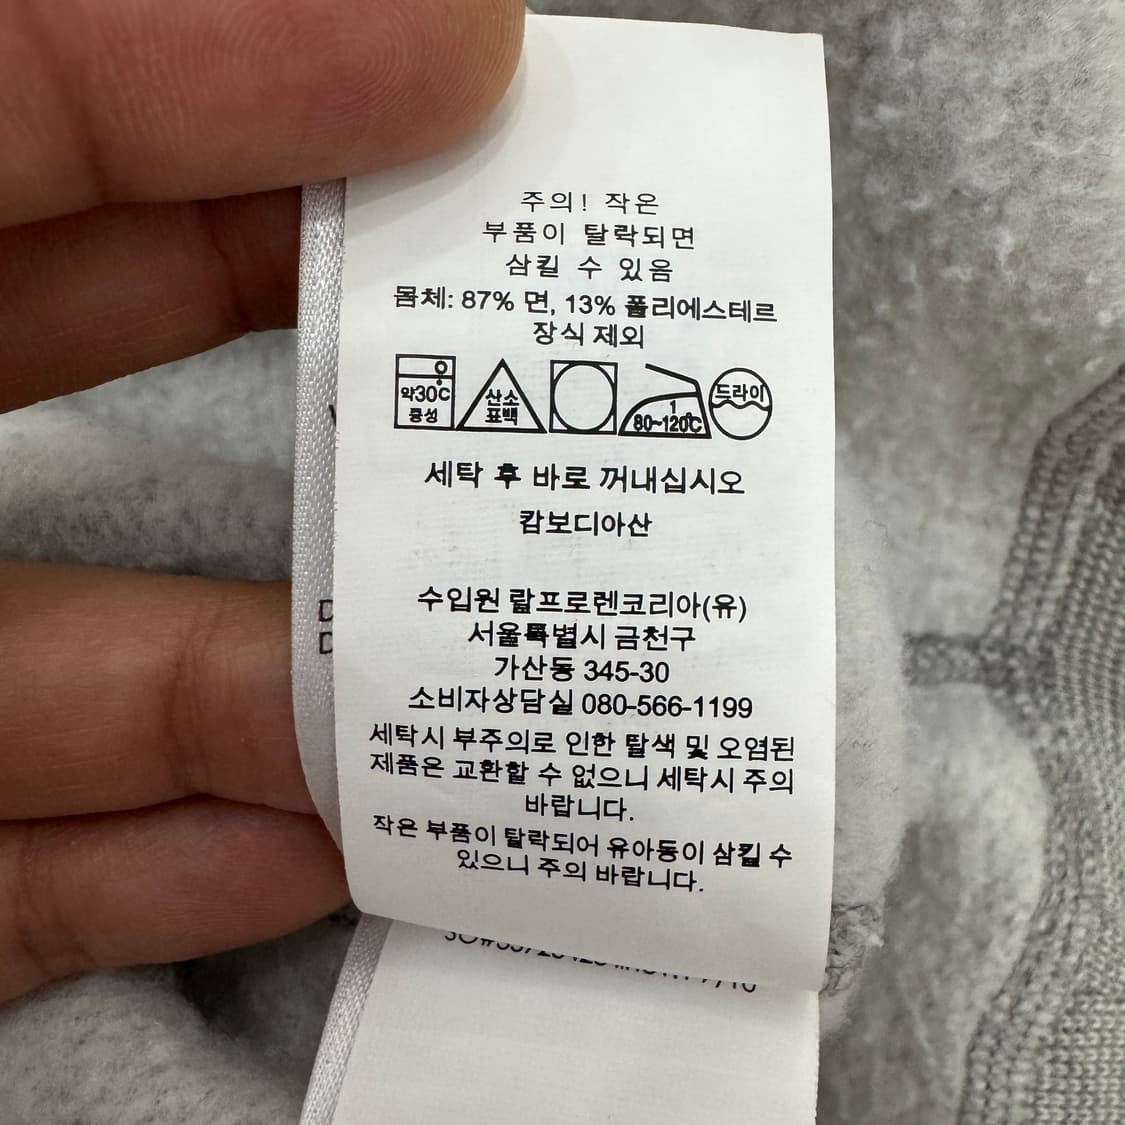 주의! 작은
부품이 탈락되면
삼킬 수 있음
몸체: 87% 면, 13% 폴리에스테르
장식 제외
약30℃
중성
산소
표백
1
80~120℃
드라이
세탁 후 바로 꺼내십시오
캄보디아산
수입원 랄프로렌코리아(유)
서울특별시 금천구
가산동 345-30
소비자상담실 080-566-1199
세탁시 부주의로 인한 탈색 및 오염된
제품은 교환할 수 없으니 세탁시 주의
바랍니다.
작은 부품이 탈락되어 유아동이 삼킬 수
있으니 주의 바랍니다.